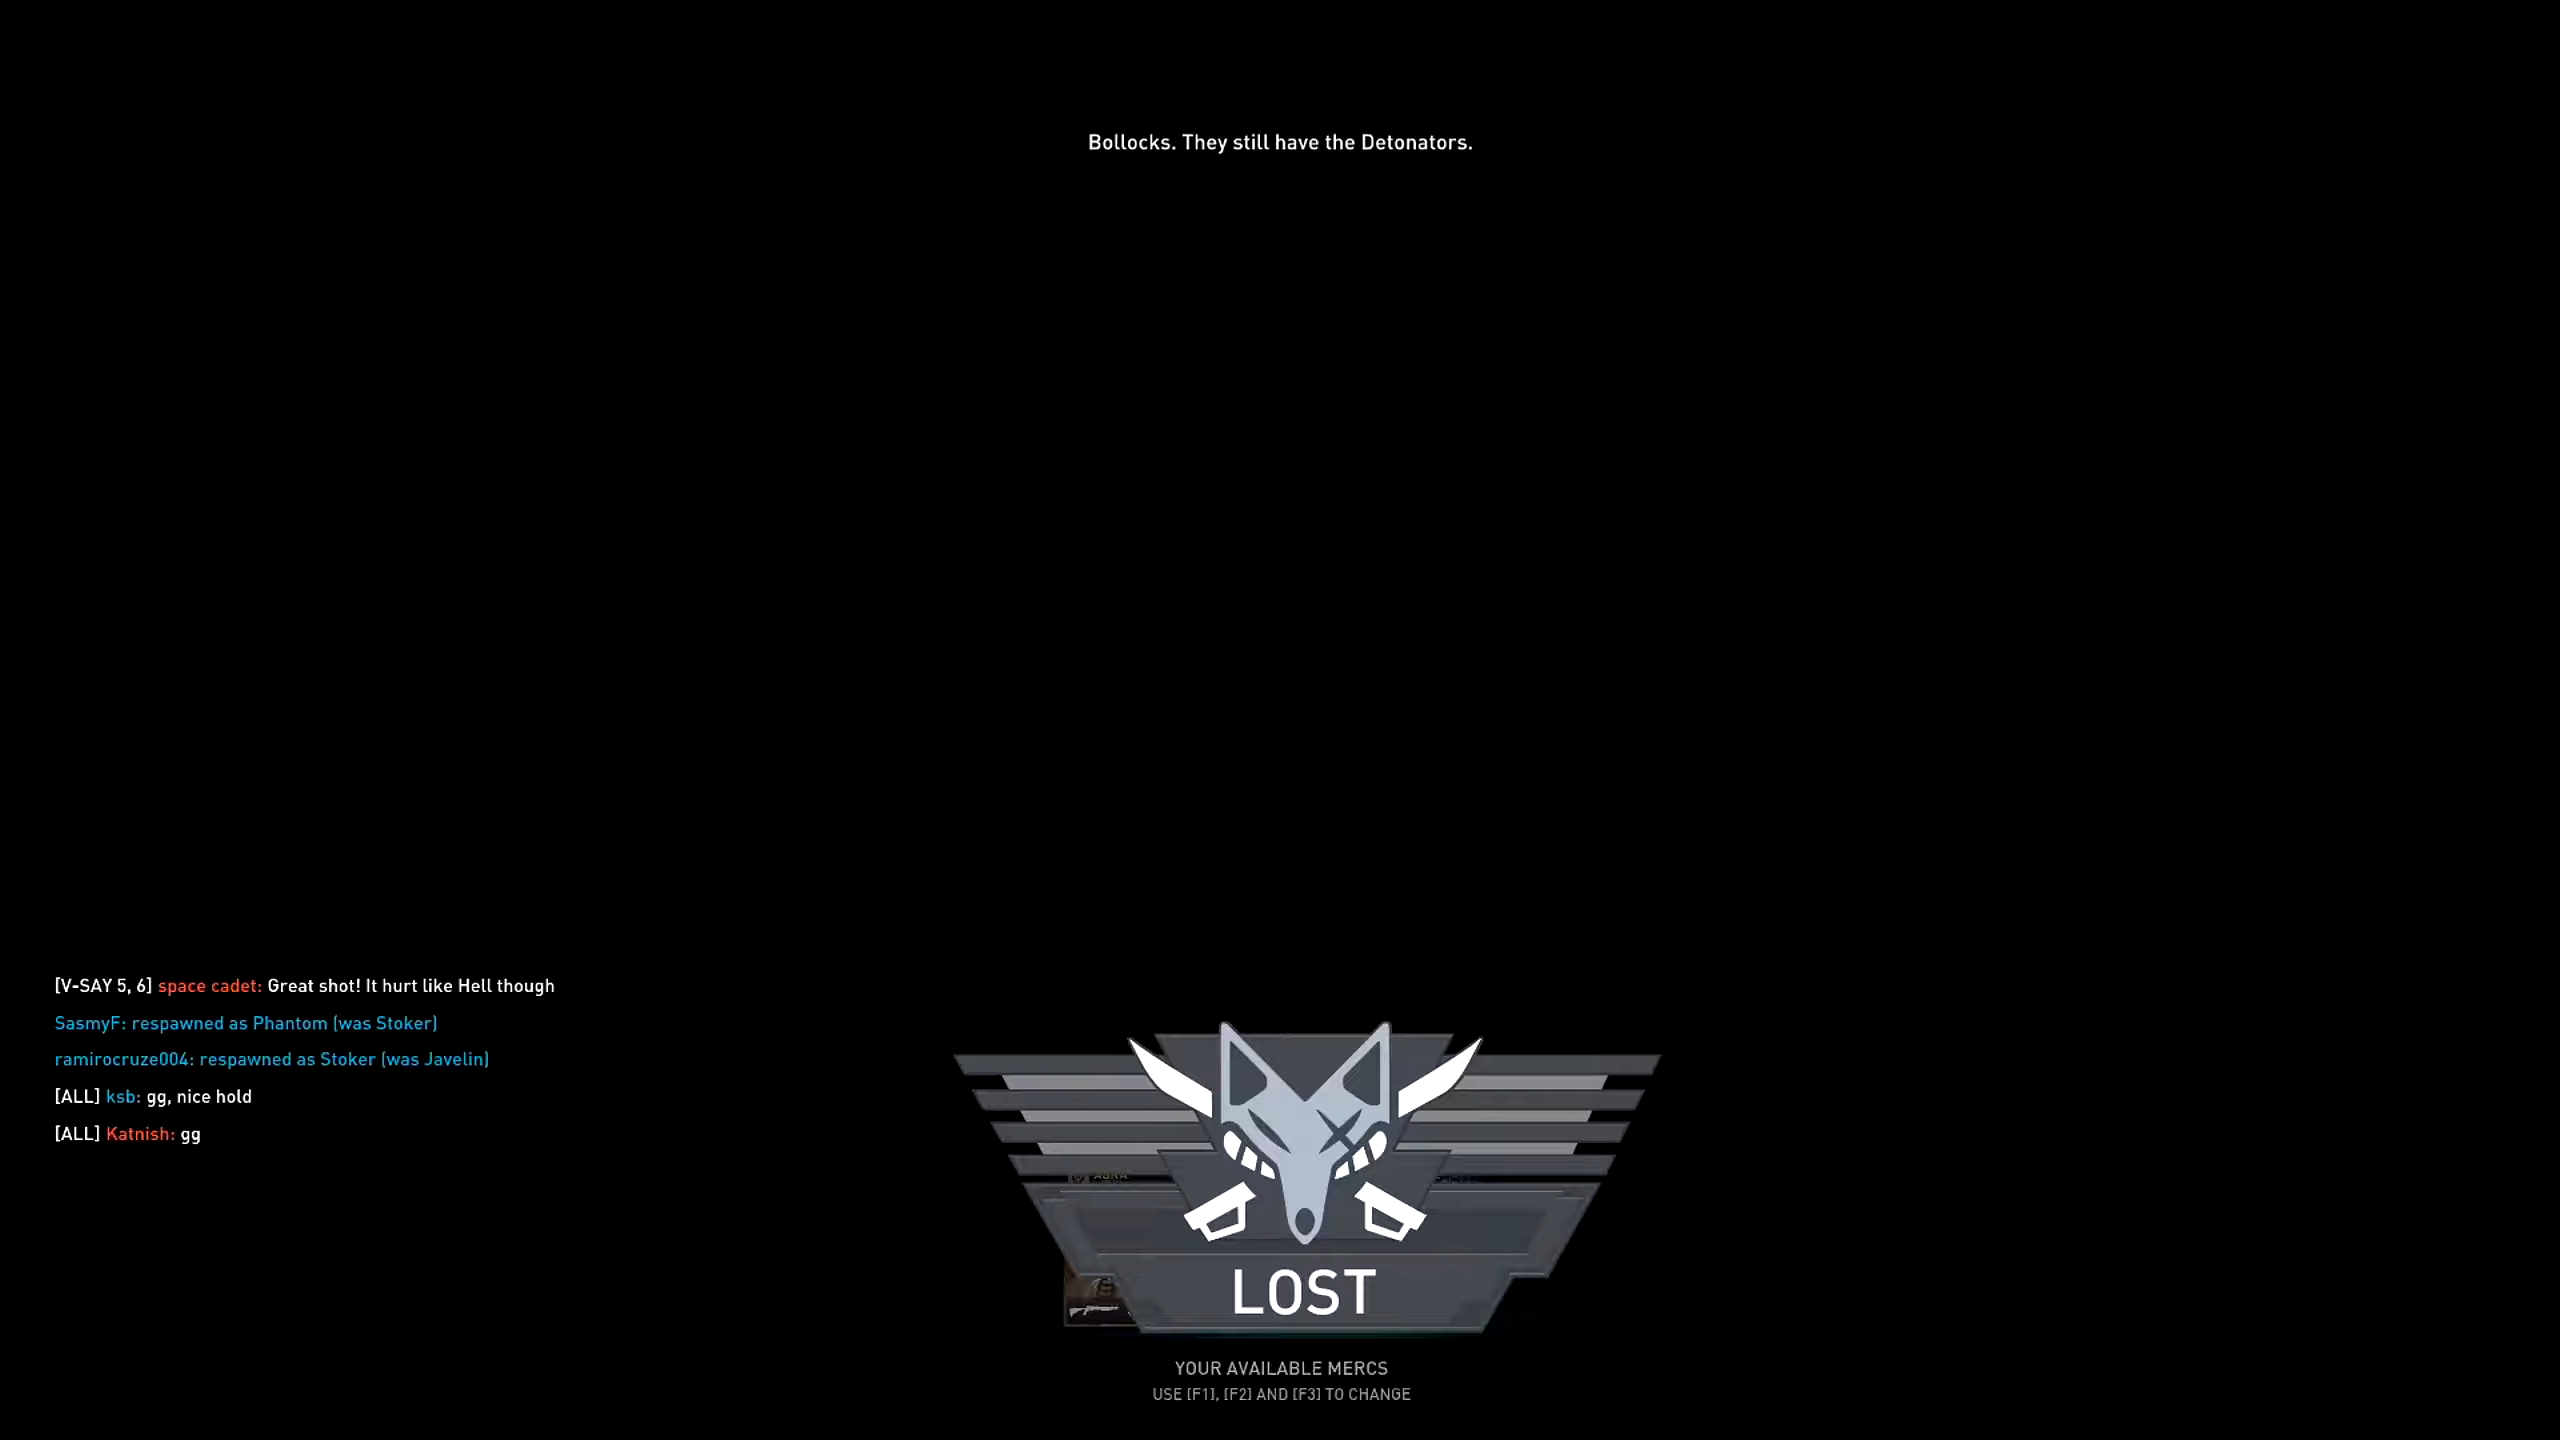 Bollocks. They still have the Detonators.
[V-SAY 5, 6] space cadet: Great shot! It hurt like Hell though
SasmyF: respawned as Phantom (was Stoker)
ramirocruze004: respawned as Stoker (was Javelin)
[ALL] ksb: gg, nice hold
[ALL] Katnish: gg
LOST
YOUR AVAILABLE MERCS
USE [F1], [F2] AND [F3] TO CHANGE